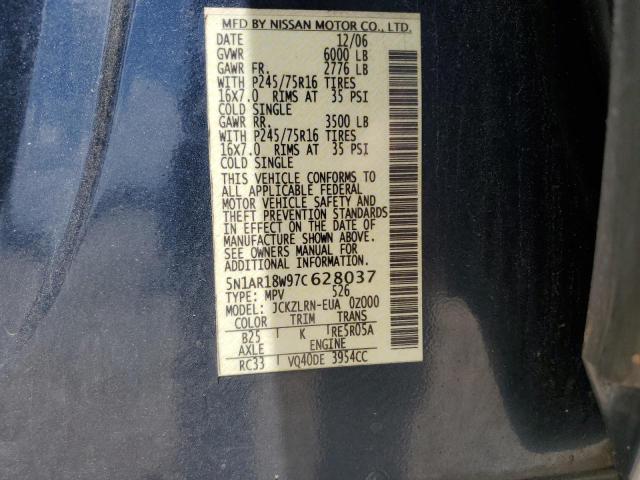 MFD BY NISSAN MOTOR CO., LTD.
DATE 12/06
GVWR 6000 LB
GAWR FR. 2776 LB
WITH P245/75R16 TIRES
16X7.0 RIMS AT 35 PSI
COLD SINGLE
GAWR RR. 3500 LB
WITH P245/75R16 TIRES
16X7.0 RIMS AT 35 PSI
COLD SINGLE
THIS VEHICLE CONFORMS TO
ALL APPLICABLE FEDERAL
MOTOR VEHICLE SAFETY AND
THEFT PREVENTION STANDARDS
IN EFFECT ON THE DATE OF
MANUFACTURE SHOWN ABOVE.
SEE OWNERS MANUAL FOR
ADDITIONAL INFORMATION.
5N1AR18W97C628037
TYPE: MPV 526
MODEL: JCKZLRN-EUA 0Z000
COLOR TRIM TRANS
B25 K RE5R05A
AXLE ENGINE
RC33 VQ40DE 3954CC